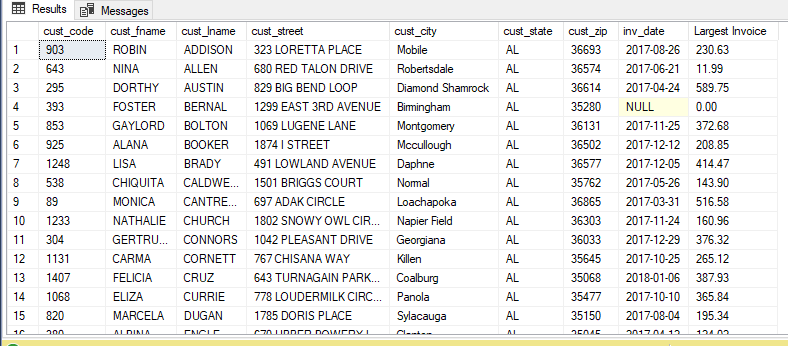 Results Messages
cust_code cust_fname cust_lname cust_street cust_city cust_state cust_zip inv_date Largest Invoice
1 903 ROBIN ADDISON 323 LORETTA PLACE Mobile AL 36693 2017-08-26 230.63
2 643 NINA ALLEN 680 RED TALON DRIVE Robertsdale AL 36574 2017-06-21 11.99
3 295 DORTHY AUSTIN 829 BIG BEND LOOP Diamond Shamrock AL 36614 2017-04-24 589.75
4 393 FOSTER BERNAL 1299 EAST 3RD AVENUE Birmingham AL 35280 NULL 0.00
5 853 GAYLORD BOLTON 1069 LUGENE LANE Montgomery AL 36131 2017-11-25 372.68
6 925 ALANA BOOKER 1874 I STREET Mccullough AL 36502 2017-12-12 208.85
7 1248 LISA BRADY 491 LOWLAND AVENUE Daphne AL 36577 2017-12-05 414.47
8 538 CHIQUITA CALDWE... 1501 BRIGGS COURT Normal AL 35762 2017-05-26 143.90
9 89 MONICA CANTRE... 697 ADAK CIRCLE Loachapoka AL 36865 2017-03-31 516.58
10 1233 NATHALIE CHURCH 1802 SNOWY OWL CIR... Napier Field AL 36303 2017-11-24 160.96
11 304 GERTRU... CONNORS 1042 PLEASANT DRIVE Georgiana AL 36033 2017-12-29 376.32
12 1131 CARMA CORNETT 767 CHISANA WAY Killen AL 35645 2017-10-25 265.12
13 1407 FELICIA CRUZ 643 TURNAGAIN PARK... Coalburg AL 35068 2018-01-06 387.93
14 1068 ELIZA CURRIE 778 LOUDERMILK CIRC... Panola AL 35477 2017-10-10 365.84
15 820 MARCELA DUGAN 1785 DORIS PLACE Sylacauga AL 35150 2017-08-04 195.34
16 AL